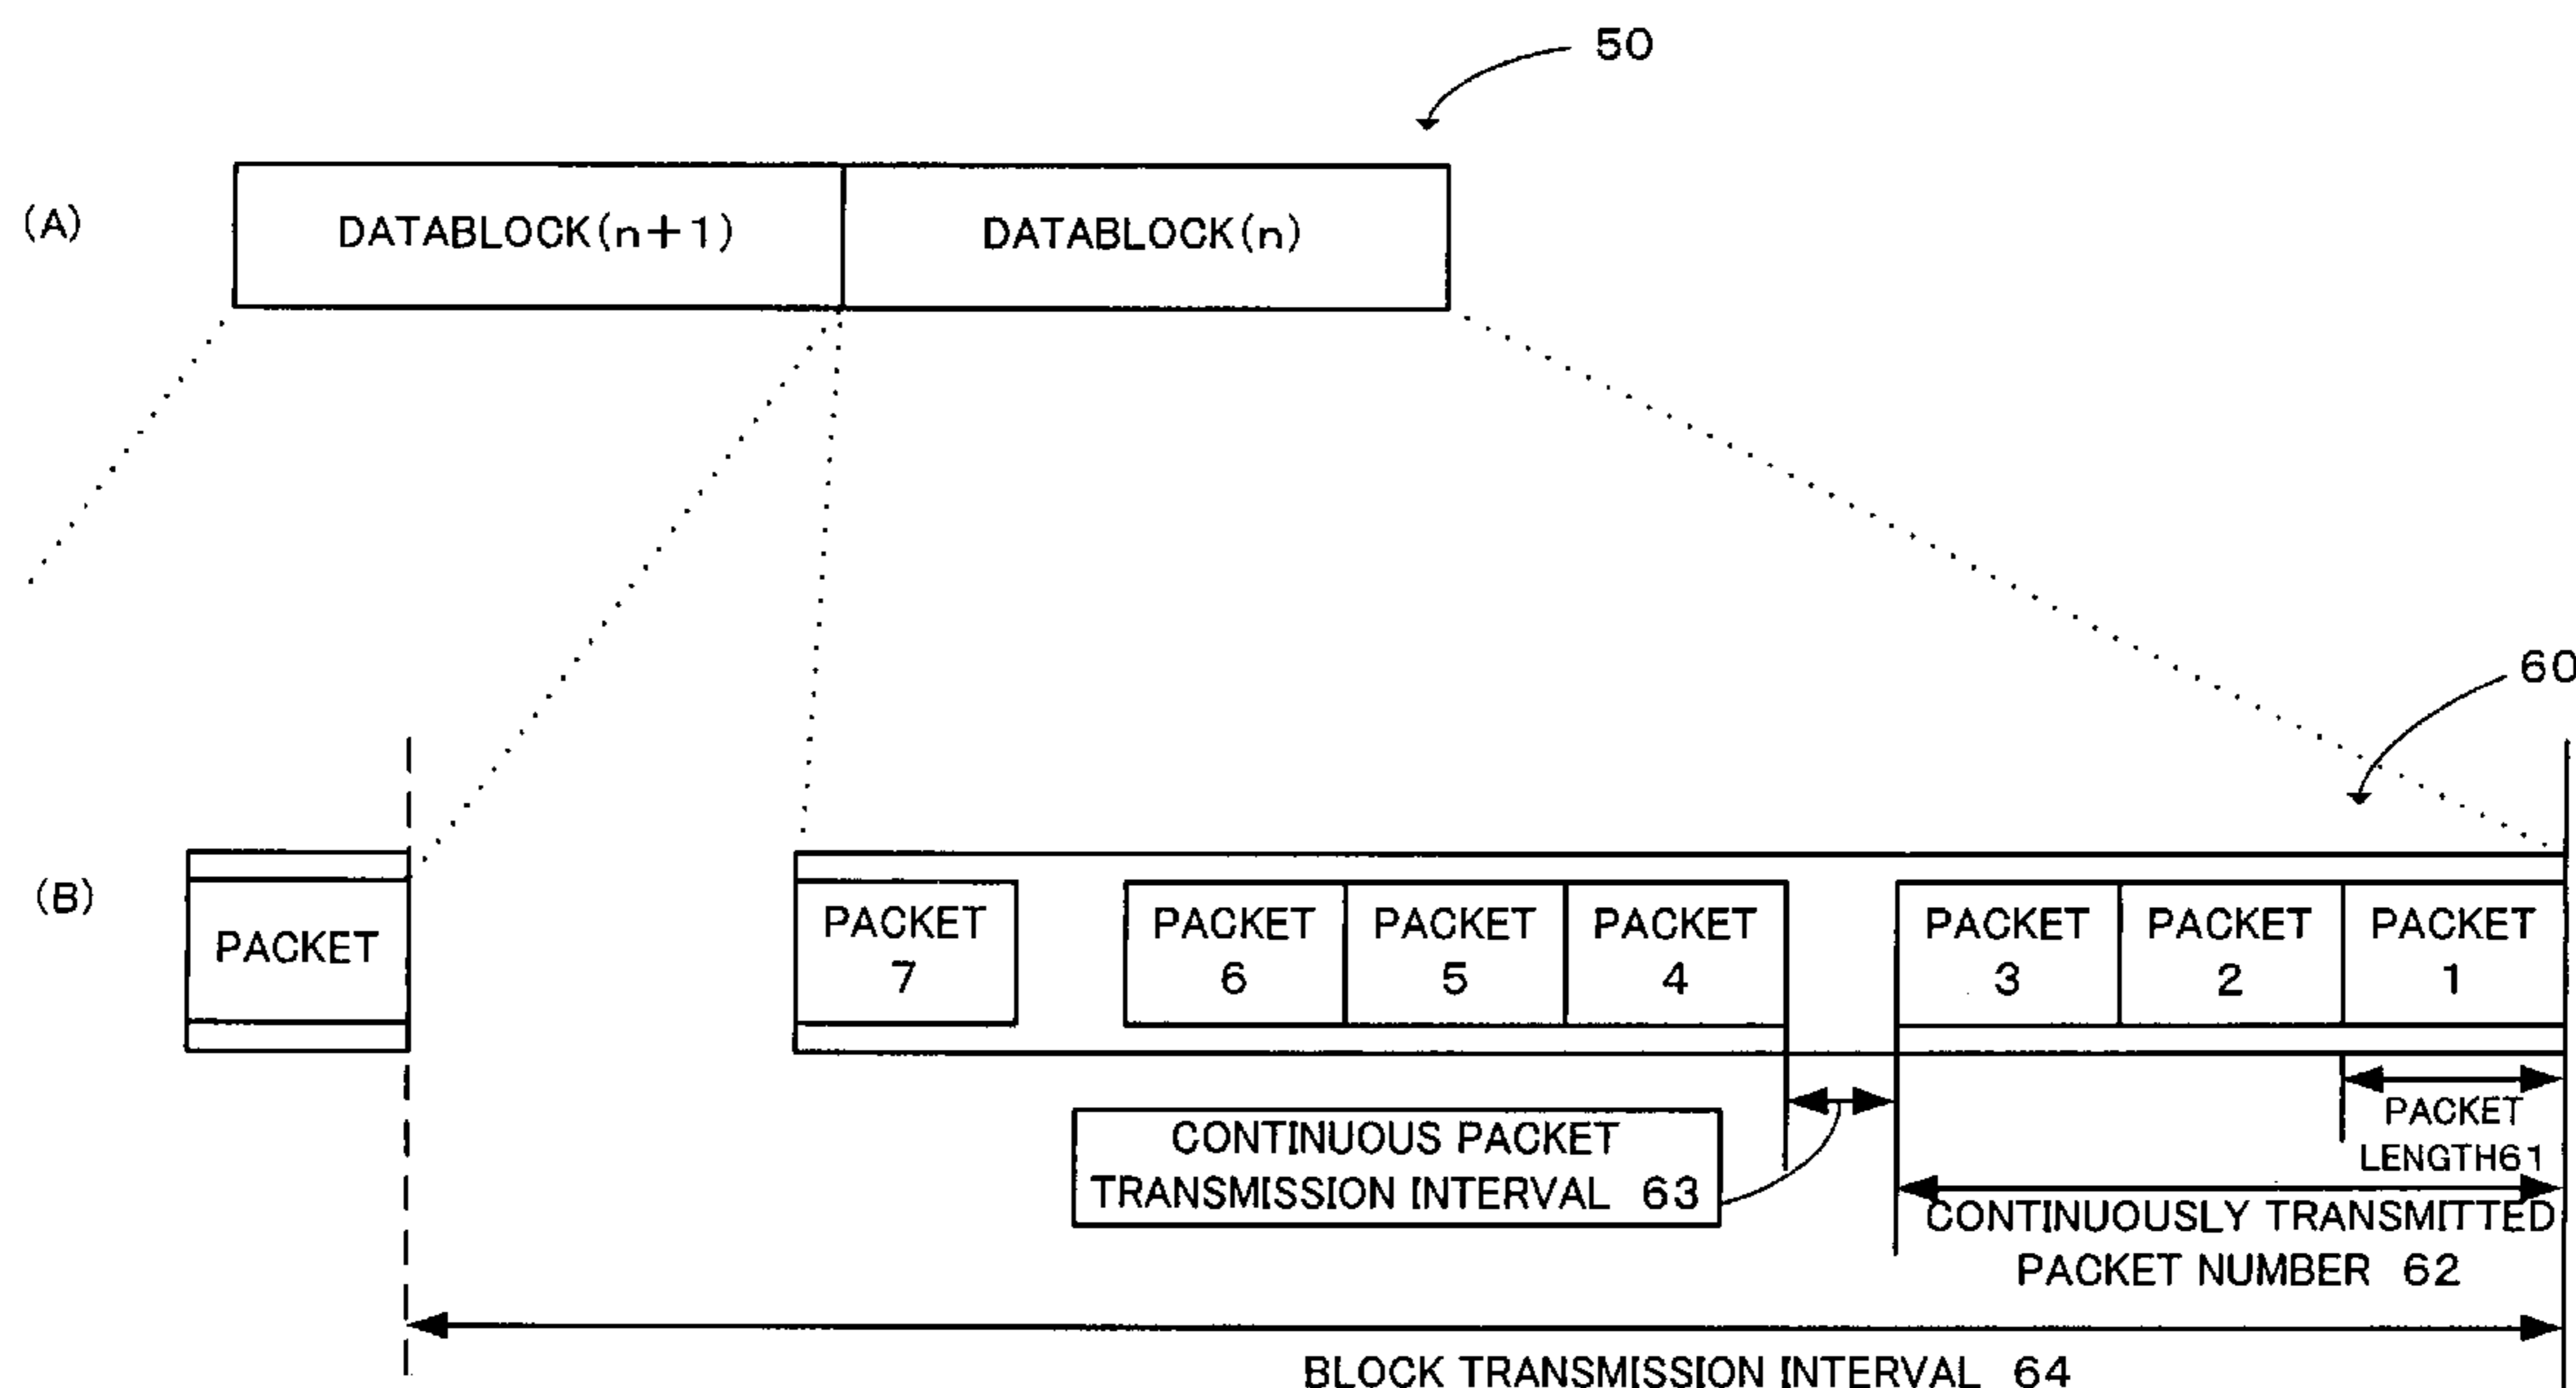 50
(A)
DATABLOCK(n+1)
DATABLOCK(n)
60
(B)
PACKET
PACKET
7
PACKET
6
PACKET
5
PACKET
4
PACKET
3
PACKET
2
PACKET
1
PACKET
LENGTH61
CONTINUOUS PACKET
TRANSMISSION INTERVAL 63
CONTINUOUSLY TRANSMITTED
PACKET NUMBER 62
BLOCK TRANSMISSION INTERVAL 64